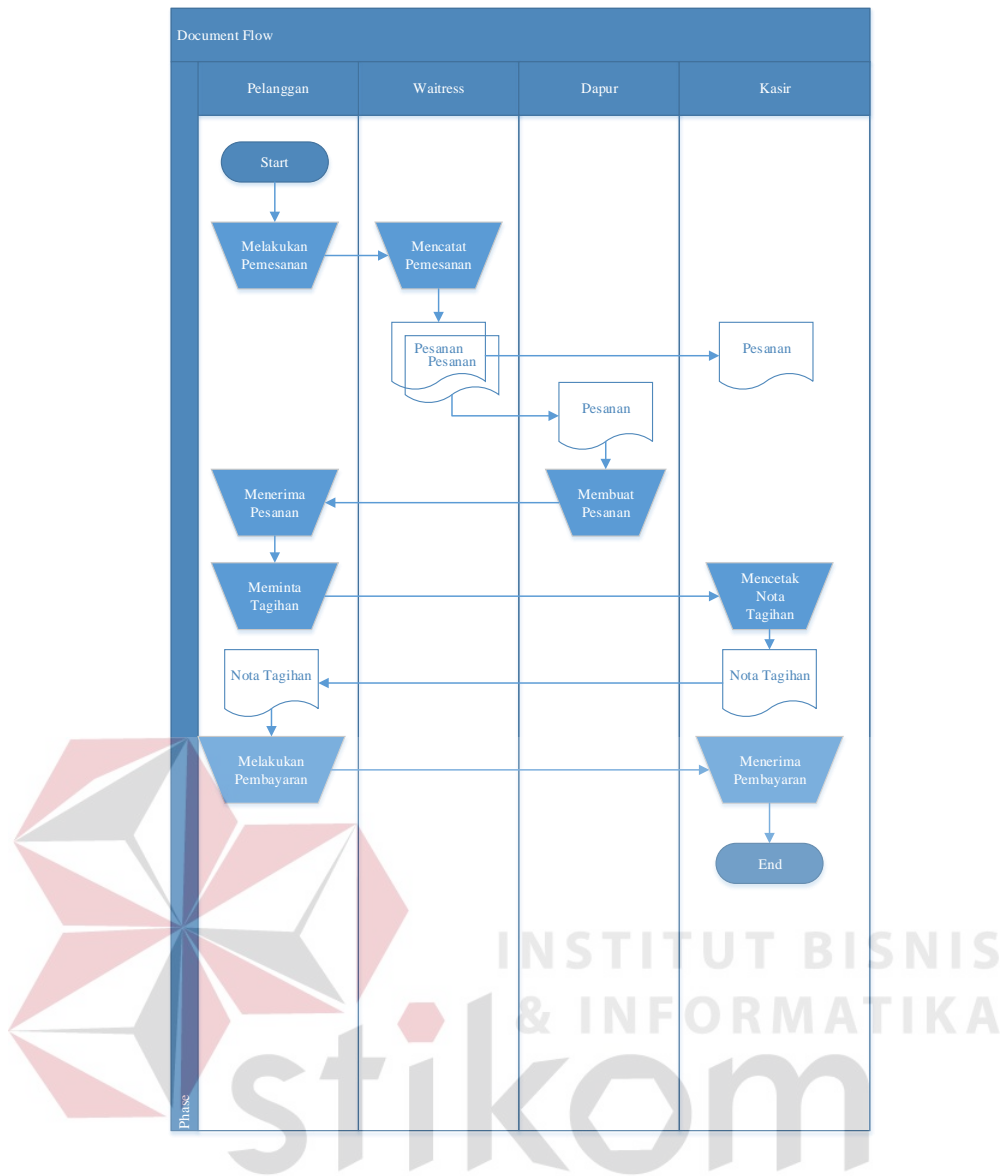 Document Flow
Pelanggan
Waitress
Dapur
Kasir
Start
Melakukan
Pemesanan
Mencatat
Pemesanan
Pesanan
Pesanan
Pesanan
Pesanan
Menerima
Pesanan
Membuat
Pesanan
Meminta
Tagihan
Mencetak
Nota
Tagihan
Nota Tagihan
Nota Tagihan
Melakukan
Pembayaran
Menerima
Pembayaran
End
Phase
INSTITUT BISNIS
& INFORMATIKA
stikom